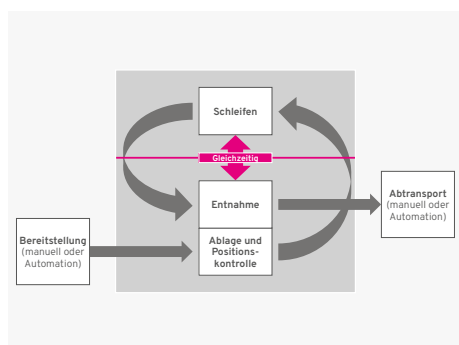 Schleifen
Gleichzeitig
Entnahme
Abtransport
(manuell oder
Automation)
Bereitstellung
(manuell oder
Automation)
Ablage und
Positions-
kontrolle